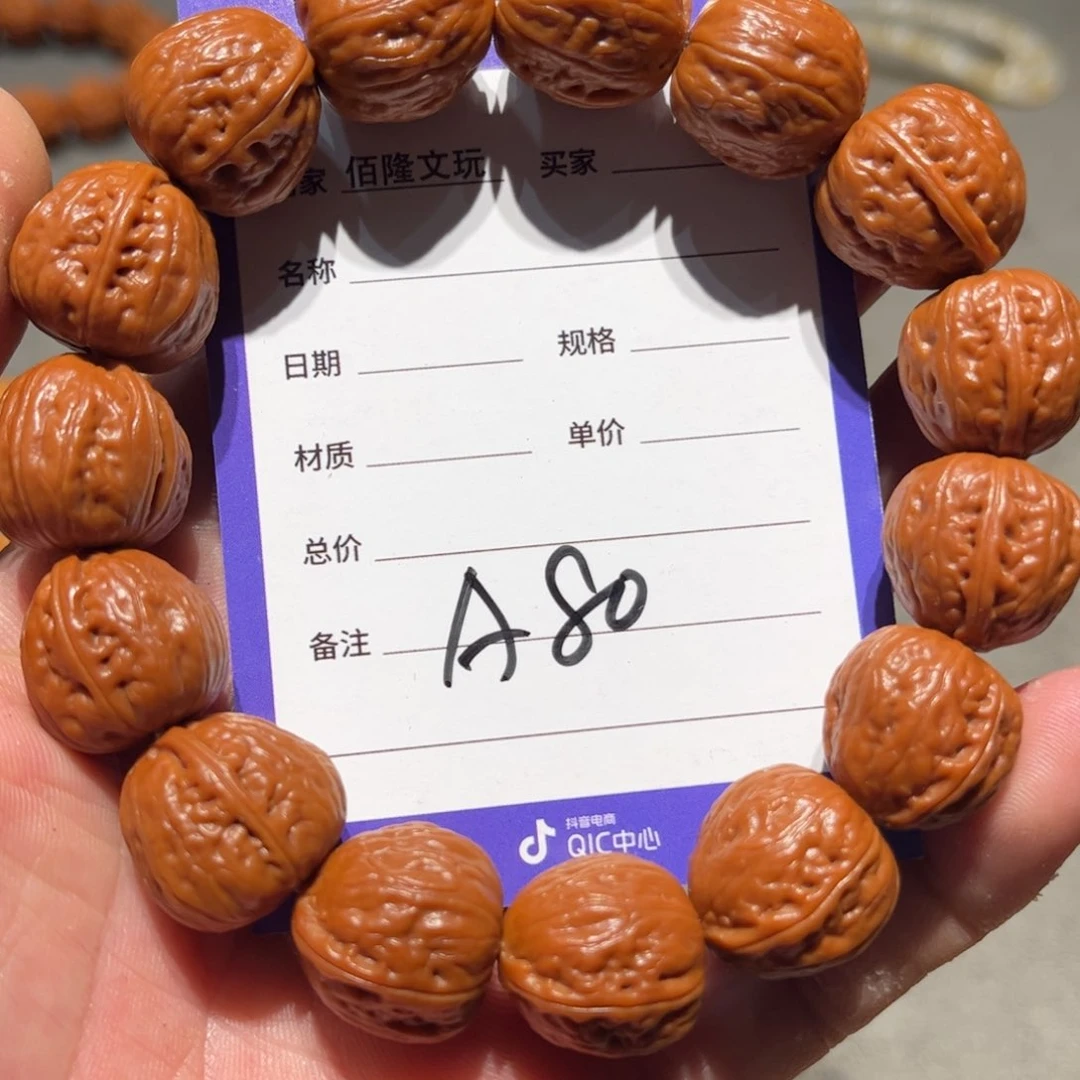 家 佰隆文玩 买家
名称
日期 规格
材质 单价
总价
备注 A80
抖音电商
QIC中心